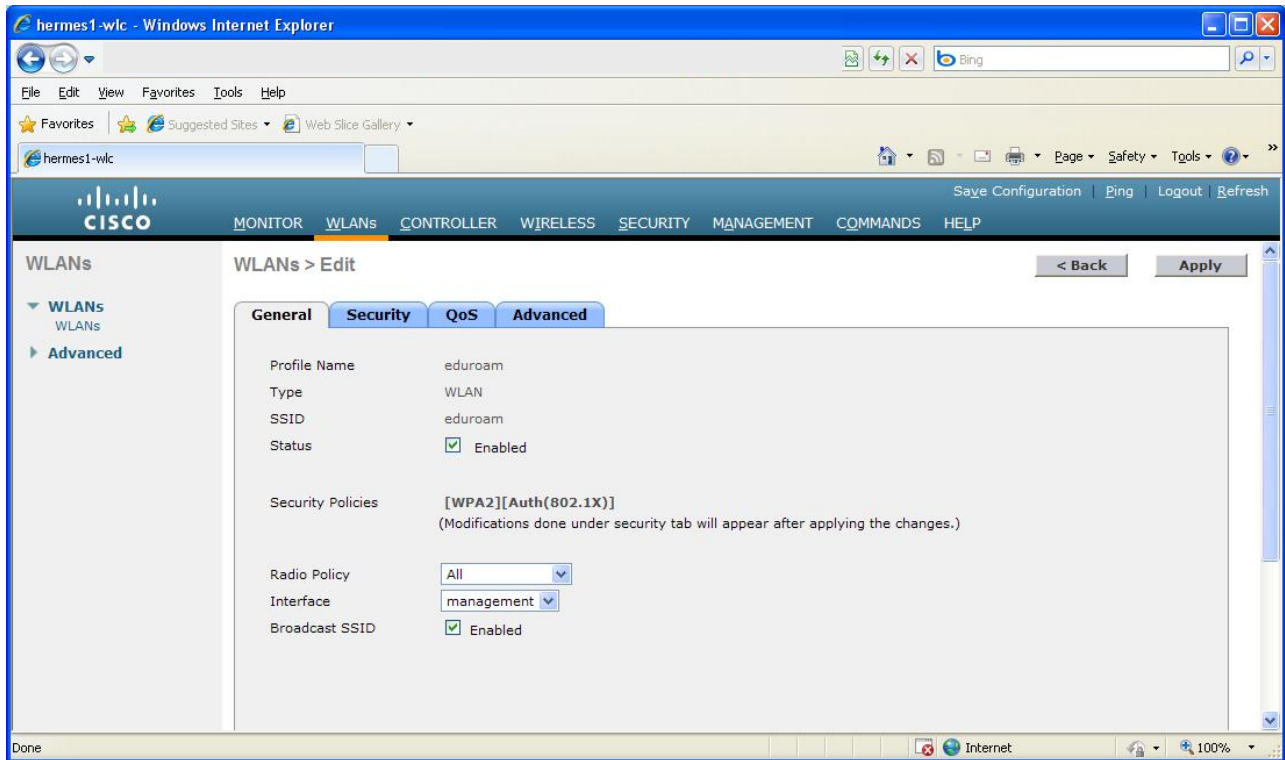 hermes1-wlc - Windows Internet Explorer
Bing
File Edit View Favorites Tools Help
Favorites Suggested Sites Web Slice Gallery
hermes1-wlc Page Safety Tools »
Save Configuration | Ping | Logout | Refresh
CISCO MONITOR WLANs CONTROLLER WIRELESS SECURITY MANAGEMENT COMMANDS HELP
WLANs
WLANs
WLANs
Advanced
WLANs > Edit < Back Apply
General Security QoS Advanced
Profile Name eduroam
Type WLAN
SSID eduroam
Status Enabled
Security Policies [WPA2][Auth(802.1X)]
(Modifications done under security tab will appear after applying the changes.)
Radio Policy All
Interface management
Broadcast SSID Enabled
Done Internet 100%